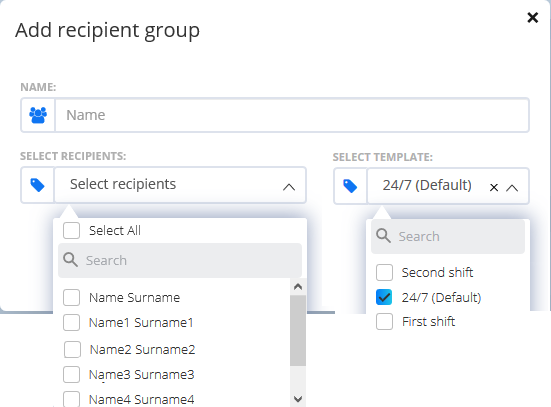 Add recipient group
NAME:
Name
SELECT RECIPIENTS:
Select recipients
Select All
Search
Name Surname
Name1 Surname1
Name2 Surname2
Name3 Surname3
Name4 Surname4
SELECT TEMPLATE:
24/7 (Default)
Search
Second shift
24/7 (Default)
First shift